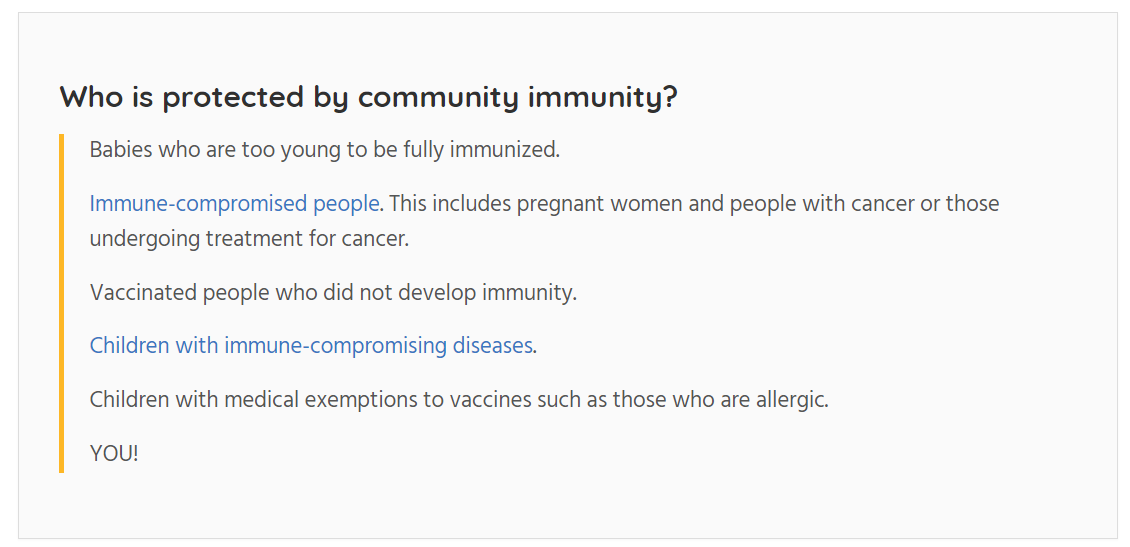 Who is protected by community immunity?
Babies who are too young to be fully immunized.
Immune-compromised people. This includes pregnant women and people with cancer or those
undergoing treatment for cancer.
Vaccinated people who did not develop immunity.
Children with immune-compromising diseases.
Children with medical exemptions to vaccines such as those who are allergic.
YOU!